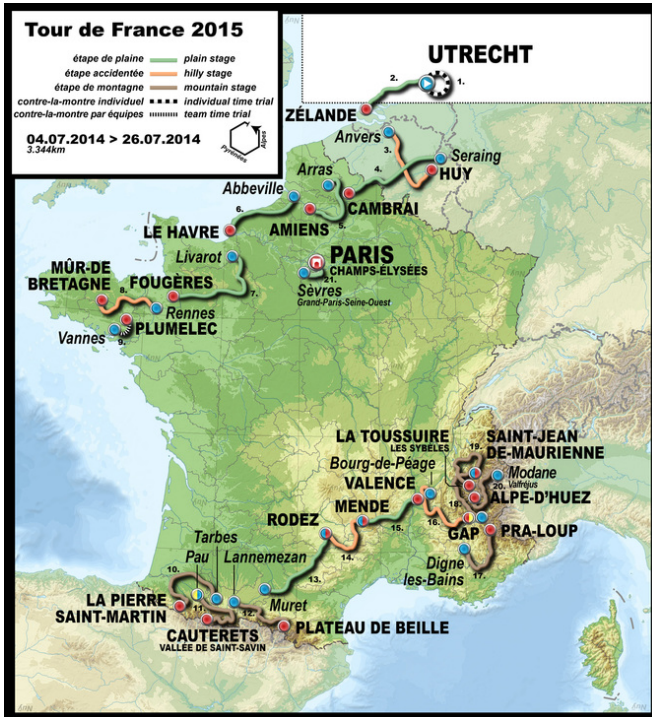 Tour de France 2015
étape de plaine plain stage
étape accidentée hilly stage
étape de montagne mountain stage
contre-la-montre individuel individual time trial
contre-la-montre par équipes team time trial
04.07.2014 > 26.07.2014
3.344km
Pyrénées
Alpes
UTRECHT
1.
2.
ZÉLANDE
Anvers
3.
4.
Seraing
HUY
Arras
Abbeville
CAMBRAI
5.
AMIENS
6.
LE HAVRE
Livarot
PARIS
CHAMPS-ELYSÉES
21.
Sèvres
Grand-Paris-Seine-Ouest
7.
MÛR-DE
BRETAGNE
8.
FOUGÈRES
Rennes
PLUMELEC
9.
Vannes
LA TOUSSUIRE
LES SYBÈLES
SAINT-JEAN
DE-MAURIENNE
19.
Bourg-de-Péage
Modane
Valfréjus
20.
VALENCE
18.
ALPE-D'HUEZ
MENDE
15.
16.
GAP
PRA-LOUP
RODEZ
14.
13.
Digne
les-Bains
17.
Tarbes
Pau
Lannemezan
10.
11.
12.
Muret
LA PIERRE
SAINT-MARTIN
CAUTERETS
VALLÉE DE SAINT-SAVIN
PLATEAU DE BEILLE